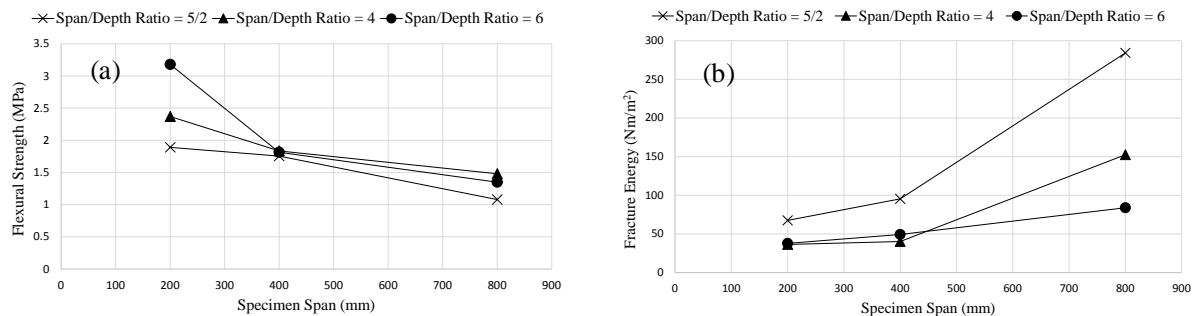 Span/Depth Ratio = 5/2 Span/Depth Ratio = 4 Span/Depth Ratio = 6
(a)
Flexural Strength (MPa)
3.5
3
2.5
2
1.5
1
0.5
0
0 100 200 300 400 500 600 700 800 900
Specimen Span (mm)
Span/Depth Ratio = 5/2 Span/Depth Ratio = 4 Span/Depth Ratio = 6
(b)
Fracture Energy (Nm/m²)
300
250
200
150
100
50
0
0 100 200 300 400 500 600 700 800 900
Specimen Span (mm)